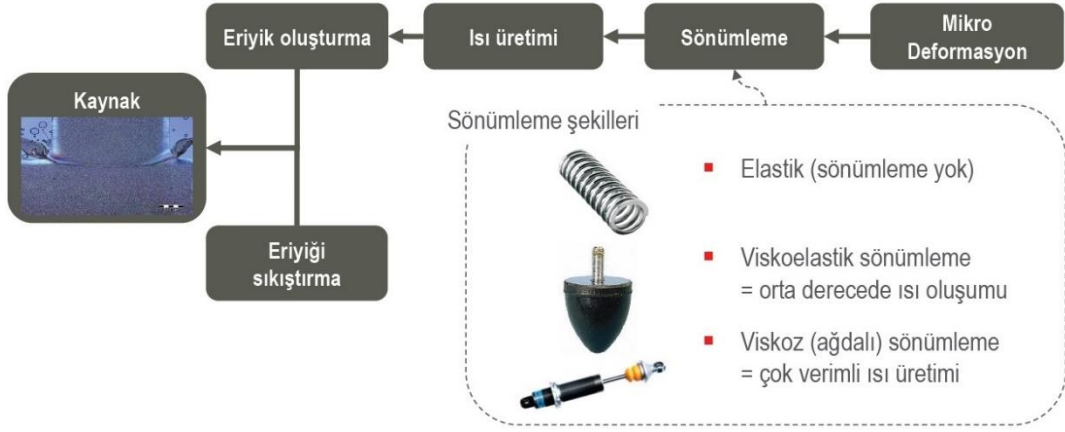 Eriyik oluşturma
Isı üretimi
Sönümleme
Mikro
Deformasyon
Kaynak
Eriyiği
sıkıştırma
Sönümleme şekilleri
Elastik (sönümleme yok)
Viskoelastik sönümleme
= orta derecede ısı oluşumu
Viskoz (ağdalı) sönümleme
= çok verimli ısı üretimi